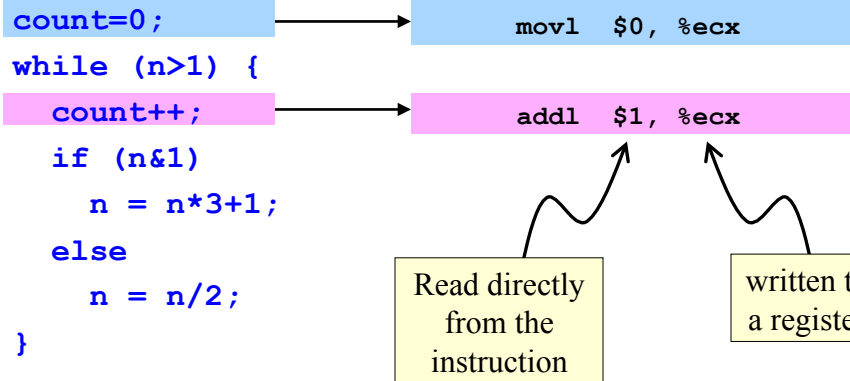 count=0;
movl $0, %ecx
while (n>1) {
count++;
addl $1, %ecx
if (n&1)
n = n*3+1;
else
n = n/2;
}
Read directly
from the
instruction
written
a